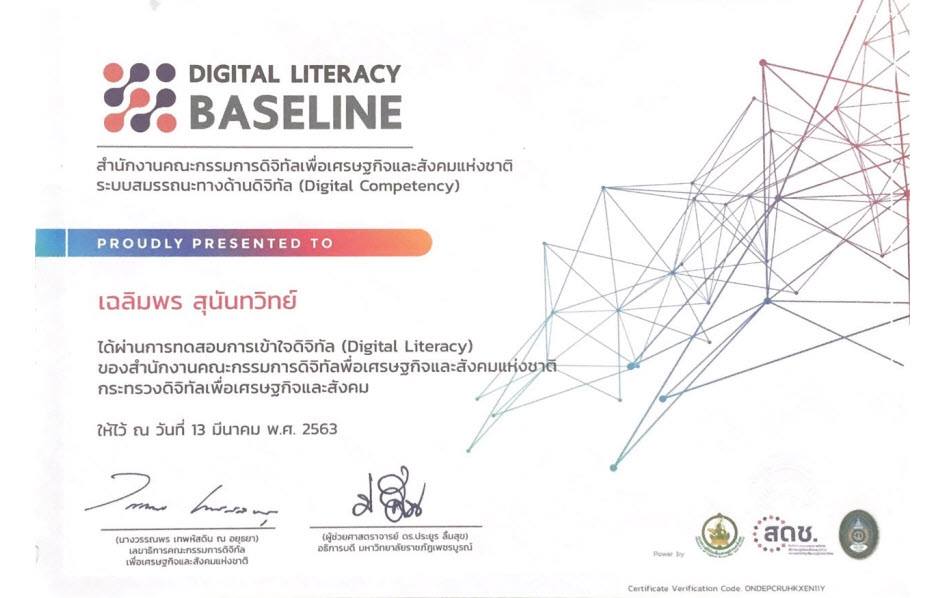 DIGITAL LITERACY
BASELINE
สำนักงานคณะกรรมการดิจิทัลเพื่อเศรษฐกิจและสังคมแห่งชาติ
ระบบสมรรถนะทางด้านดิจิทัล (Digital Competency)
PROUDLY PRESENTED TO
เฉลิมพร สุนันทวิทย์
ได้ผ่านการทดสอบการเข้าใจดิจิทัล (Digital Literacy)
ของสำนักงานคณะกรรมการดิจิทัลเพื่อเศรษฐกิจและสังคมแห่งชาติ
กระทรวงดิจิทัลเพื่อเศรษฐกิจและสังคม
ให้ไว้ ณ วันที่ 13 มีนาคม พ.ศ. 2563
(นางวรรณพร เทพหัสดิน ณ อยุธยา)
เลขาธิการคณะกรรมการดิจิทัล
เพื่อเศรษฐกิจและสังคมแห่งชาติ
(ผู้ช่วยศาสตราจารย์ ดร.ประยูร ลิ้มสุข)
อธิการบดี มหาวิทยาลัยราชภัฏเพชรบูรณ์
Power by
สดช.
Certificate Verification Code. ONDEPCRUHKXEN11Y